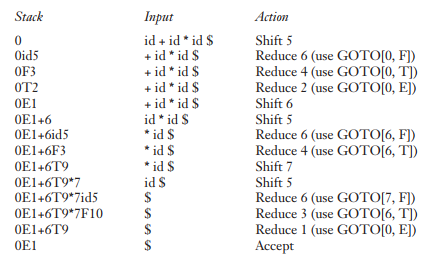 Stack Input Action
0 id + id * id $ Shift 5
0id5 + id * id $ Reduce 6 (use GOTO[0, F])
0F3 + id * id $ Reduce 4 (use GOTO[0, T])
0T2 + id * id $ Reduce 2 (use GOTO[0, E])
0E1 + id * id $ Shift 6
0E1+6 id * id $ Shift 5
0E1+6id5 * id $ Reduce 6 (use GOTO[6, F])
0E1+6F3 * id $ Reduce 4 (use GOTO[6, T])
0E1+6T9 * id $ Shift 7
0E1+6T9*7 id $ Shift 5
0E1+6T9*7id5 $ Reduce 6 (use GOTO[7, F])
0E1+6T9*7F10 $ Reduce 3 (use GOTO[6, T])
0E1+6T9 $ Reduce 1 (use GOTO[0, E])
0E1 $ Accept